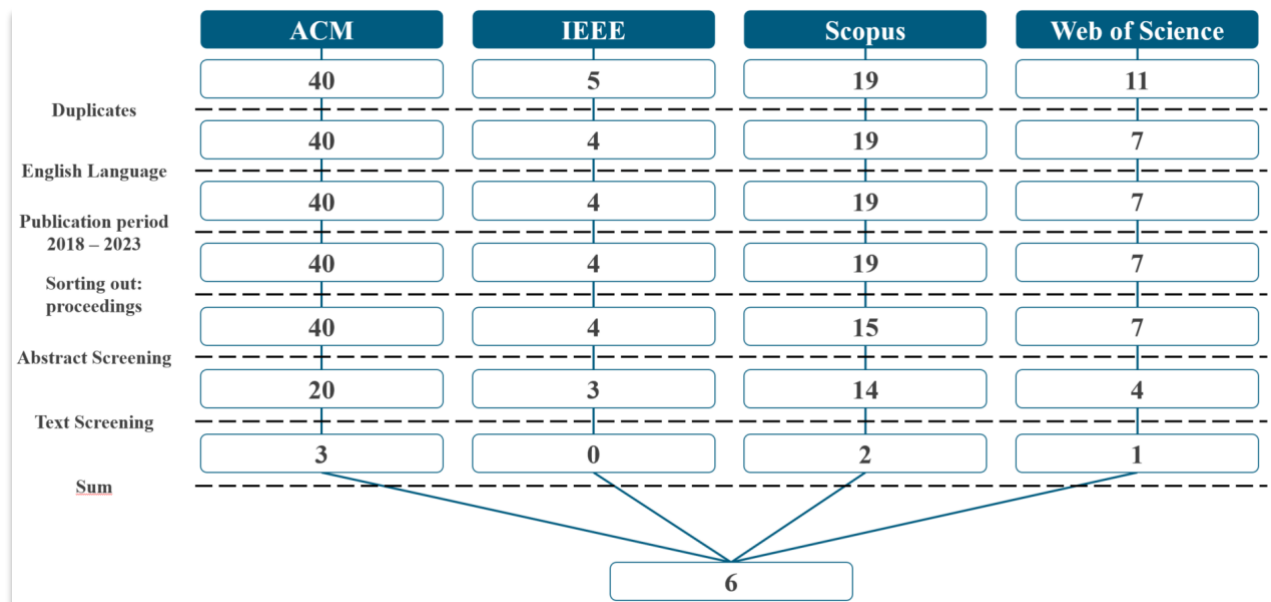 ACM IEEE Scopus Web of Science
40 5 19 11
Duplicates
40 4 19 7
English Language
40 4 19 7
Publication period
2018 – 2023
40 4 19 7
Sorting out:
proceedings
40 4 15 7
Abstract Screening
20 3 14 4
Text Screening
3 0 2 1
Sum
6